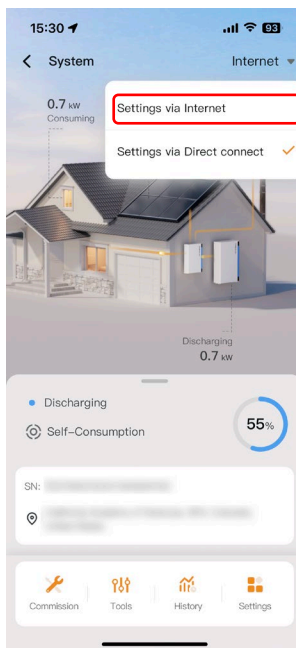 15:30
93
System
Internet
0.7 kW
Consuming
Settings via Internet
Settings via Direct connect
Discharging
0.7 kW
Discharging
Self-Consumption
55%
SN:
Commission
Tools
History
Settings